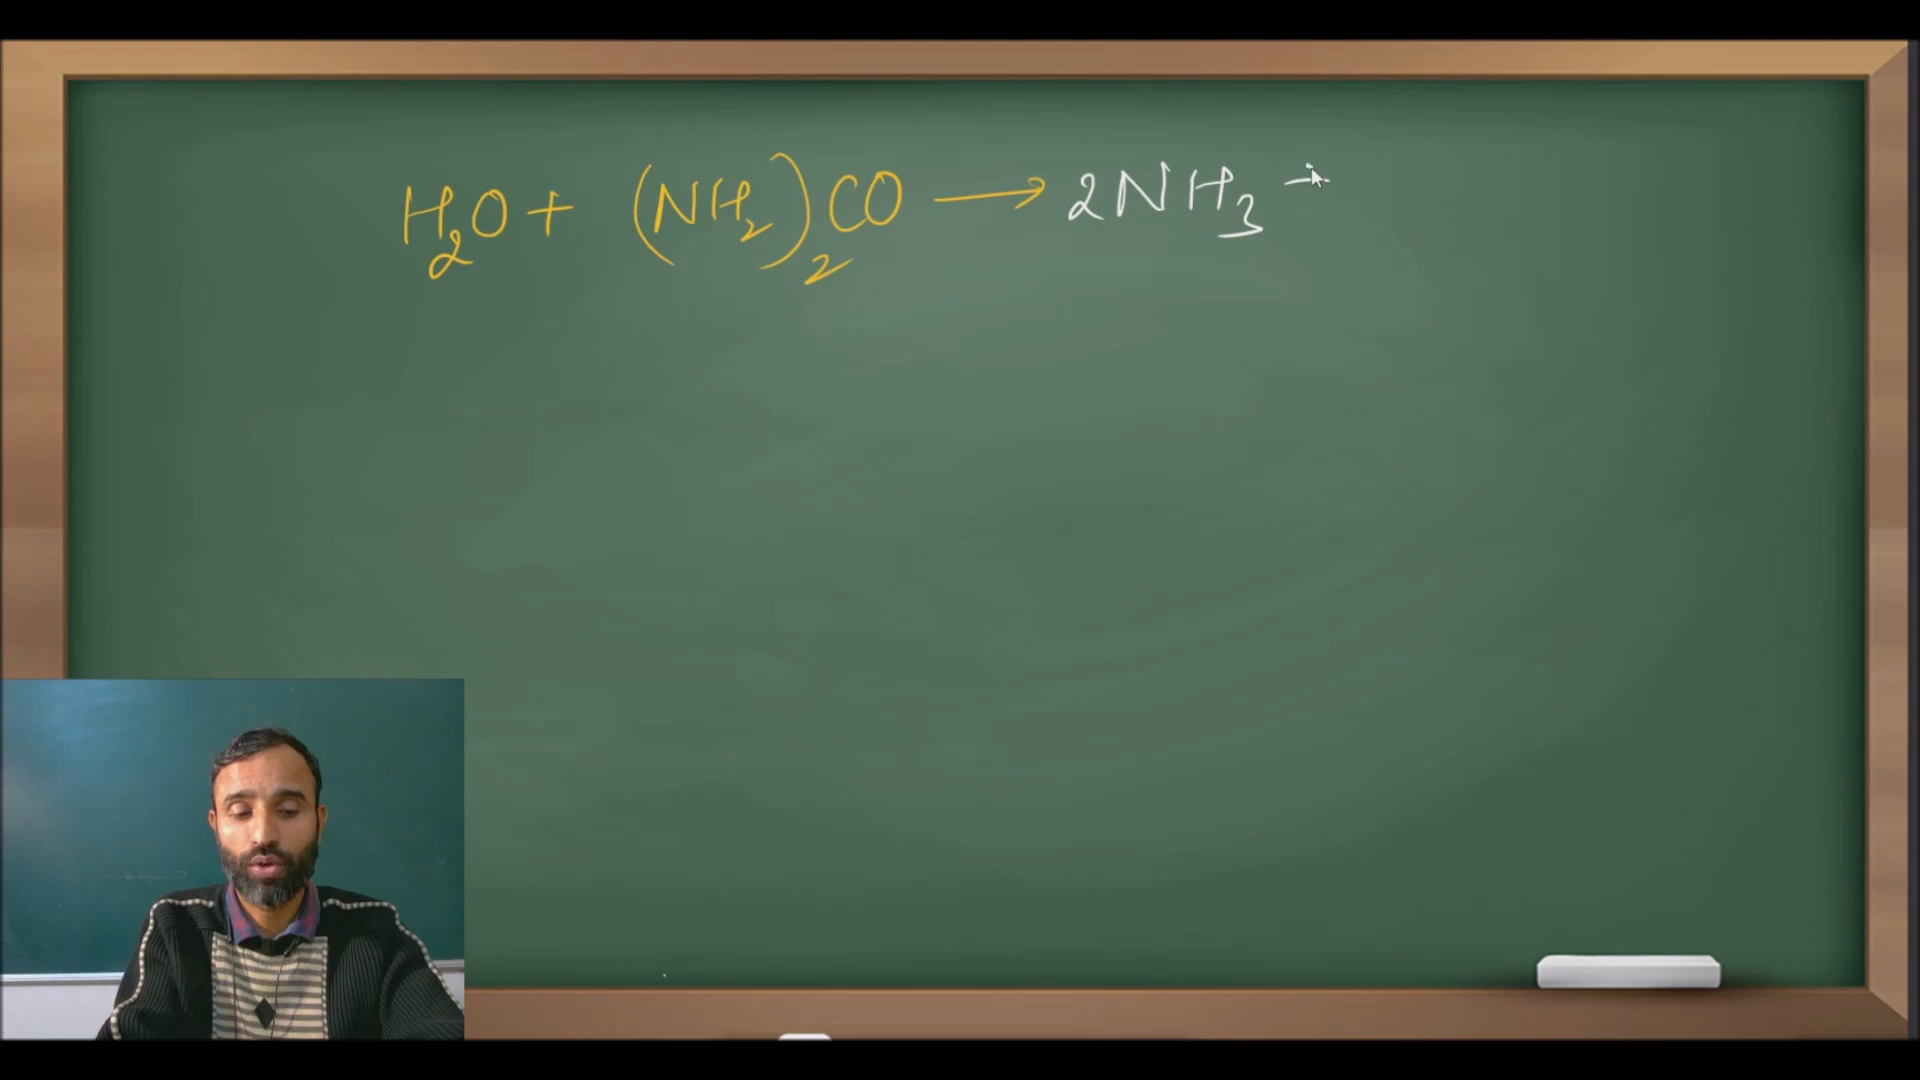 H₂O + (NH₂)₂CO ⟶ 2NH₃ +